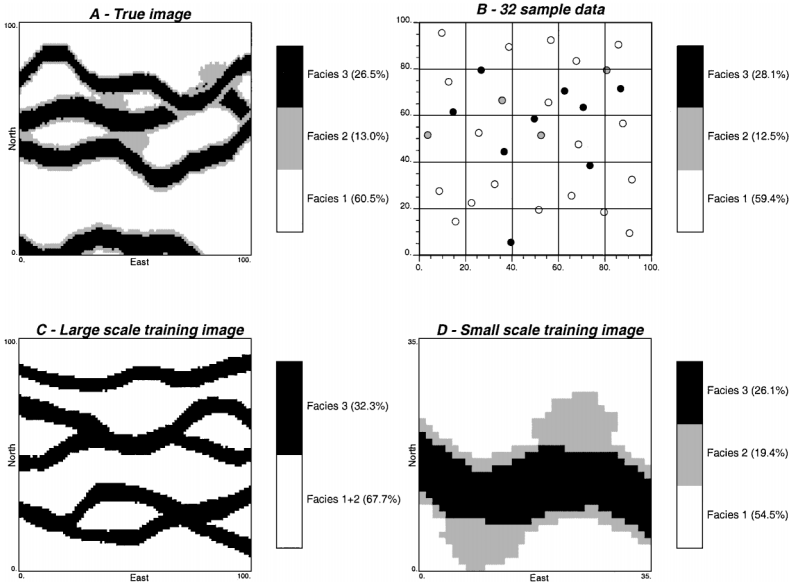 A - True image
100.
North
0.
0.
East
100.
Facies 3 (26.5%)
Facies 2 (13.0%)
Facies 1 (60.5%)
B - 32 sample data
100.
80.
60.
40.
20.
0.
0.
20.
40.
60.
80.
100.
Facies 3 (28.1%)
Facies 2 (12.5%)
Facies 1 (59.4%)
C - Large scale training image
100.
North
0.
0.
East
100.
Facies 3 (32.3%)
Facies 1+2 (67.7%)
D - Small scale training image
35.
North
0.
0.
East
35.
Facies 3 (26.1%)
Facies 2 (19.4%)
Facies 1 (54.5%)